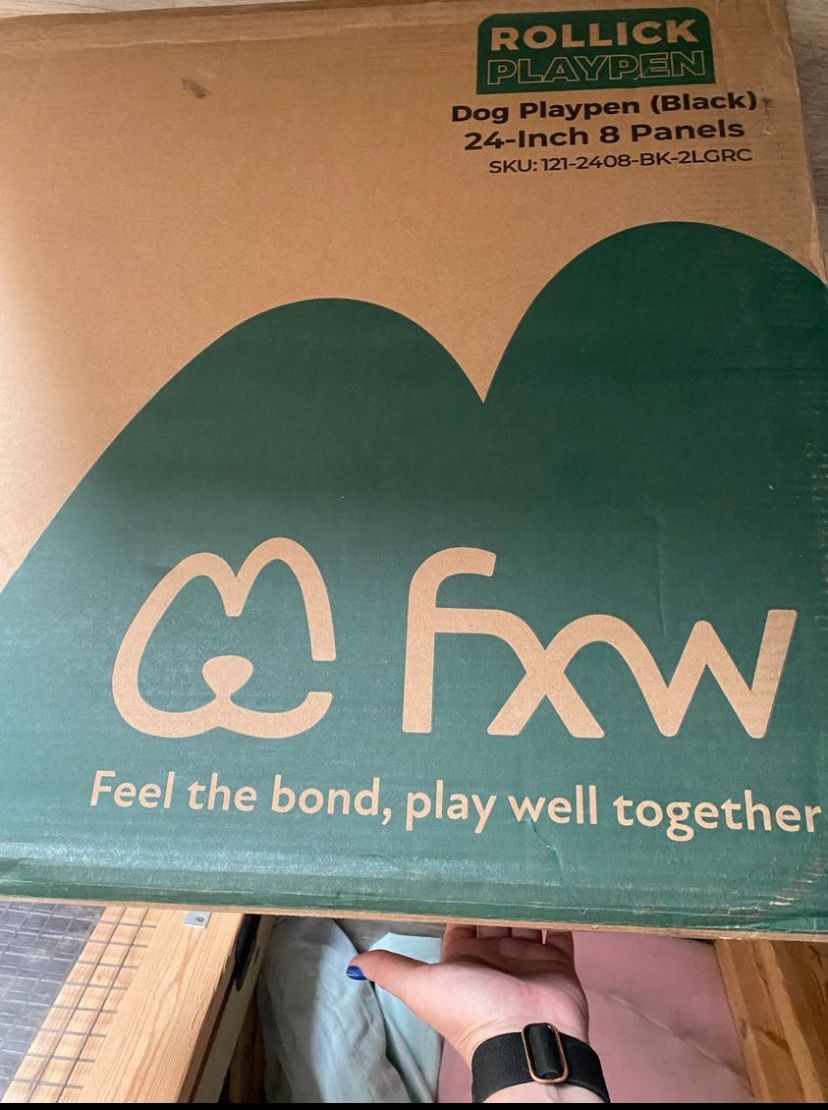 ROLLICK
PLAYPEN
Dog Playpen (Black)
24-Inch 8 Panels
SKU: 121-2408-BK-2LGRC
fxw
Feel the bond, play well together